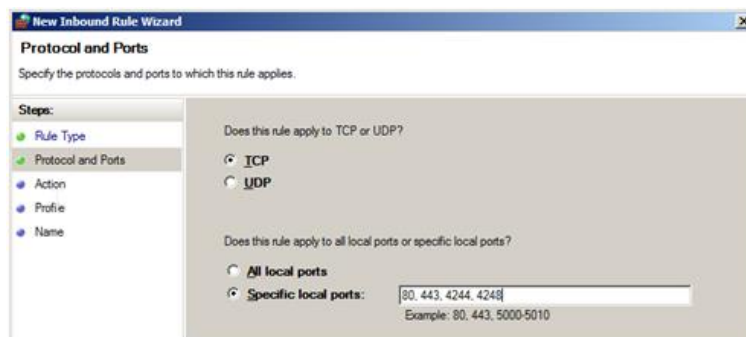 New Inbound Rule Wizard
Protocol and Ports
Specify the protocols and ports to which this rule applies.
Steps:
Rule Type
Protocol and Ports
Action
Profile
Name
Does this rule apply to TCP or UDP?
TCP
UDP
Does this rule apply to all local ports or specific local ports?
All local ports
Specific local ports: 80, 443, 4244, 4248
Example: 80, 443, 5000-5010